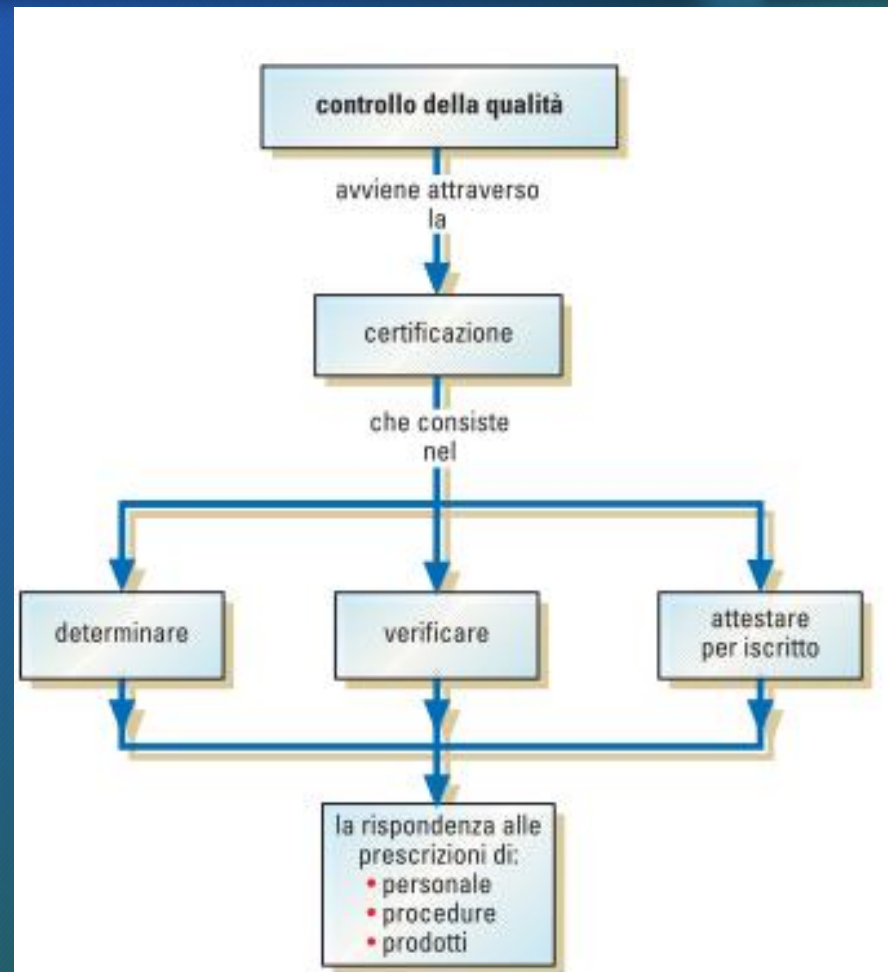 controllo della qualità
avviene attraverso
la
certificazione
che consiste
nel
determinare
verificare
attestare
per iscritto
la rispondenza alle
prescrizioni di:
• personale
• procedure
• prodotti